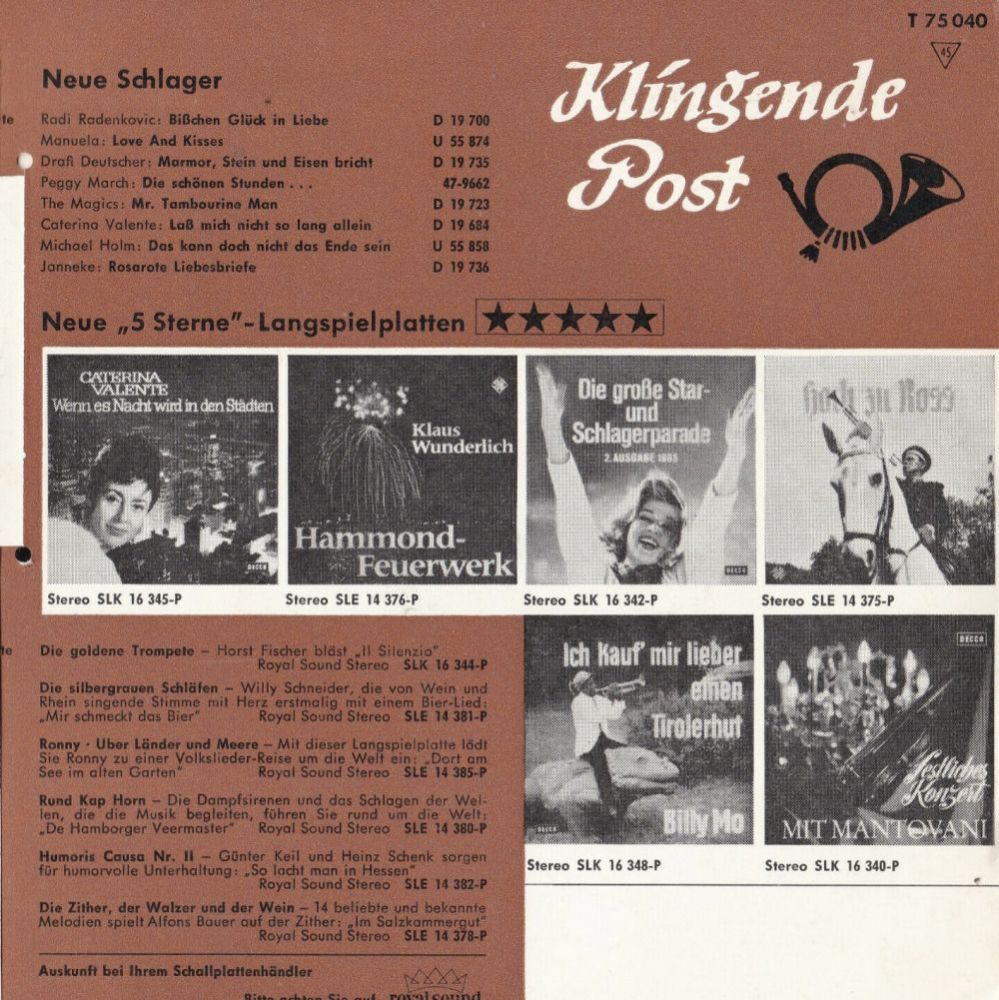 T 75 040
45
Klingende
Post
Neue Schlager
Radi Radenkovic: Bißchen Glück in Liebe D 19 700
Manuela: Love And Kisses U 55 874
Drafi Deutscher: Marmor, Stein und Eisen bricht D 19 735
Peggy March: Die schönen Stunden . . . 47-9662
The Magics: Mr. Tambourine Man D 19 723
Caterina Valente: Laß mich nicht so lang allein D 19 684
Michael Holm: Das kann doch nicht das Ende sein U 55 858
Janneke: Rosarote Liebesbriefe D 19 736
Neue „5 Sterne”-Langspielplatten
CATERINA
VALENTE
Wenn es Nacht wird in den Städten
DECCA
Stereo SLK 16 345-P
Klaus
Wunderlich
Hammond-
Feuerwerk
Stereo SLE 14 376-P
Die große Star-
und
Schlagerparade
2. AUSGABE 1965
DECCA
Stereo SLK 16 342-P
Hoch zu Ross
Stereo SLE 14 375-P
Ich kauf' mir lieber
einen
Tirolerhut
Billy Mo
DECCA
Stereo SLK 16 348-P
DECCA
Festliches
Konzert
MIT MANTOVANI
Stereo SLK 16 340-P
Die goldene Trompete – Horst Fischer bläst „Il Silenzio”
Royal Sound Stereo SLK 16 344-P
Die silbergrauen Schläfen – Willy Schneider, die von Wein und
Rhein singende Stimme mit Herz erstmalig mit einem Bier-Lied:
„Mir schmeckt das Bier” Royal Sound Stereo SLE 14 381-P
Ronny · Uber Länder und Meere – Mit dieser Langspielplatte lädt
Sie Ronny zu einer Volkslieder-Reise um die Welt ein: „Dort am
See im alten Garten” Royal Sound Stereo SLE 14 385-P
Rund Kap Horn – Die Dampfsirenen und das Schlagen der Wel-
len, die die Musik begleiten, führen Sie rund um die Welt:
„De Hamborger Veermaster” Royal Sound Stereo SLE 14 380-P
Humoris Causa Nr. II – Günter Keil und Heinz Schenk sorgen
für humorvolle Unterhaltung: „So lacht man in Hessen”
Royal Sound Stereo SLE 14 382-P
Die Zither, der Walzer und der Wein – 14 beliebte und bekannte
Melodien spielt Alfons Bauer auf der Zither: „Im Salzkammergut”
Royal Sound Stereo SLE 14 378-P
Auskunft bei Ihrem Schallplattenhändler
Bitte achten Sie auf royal sound